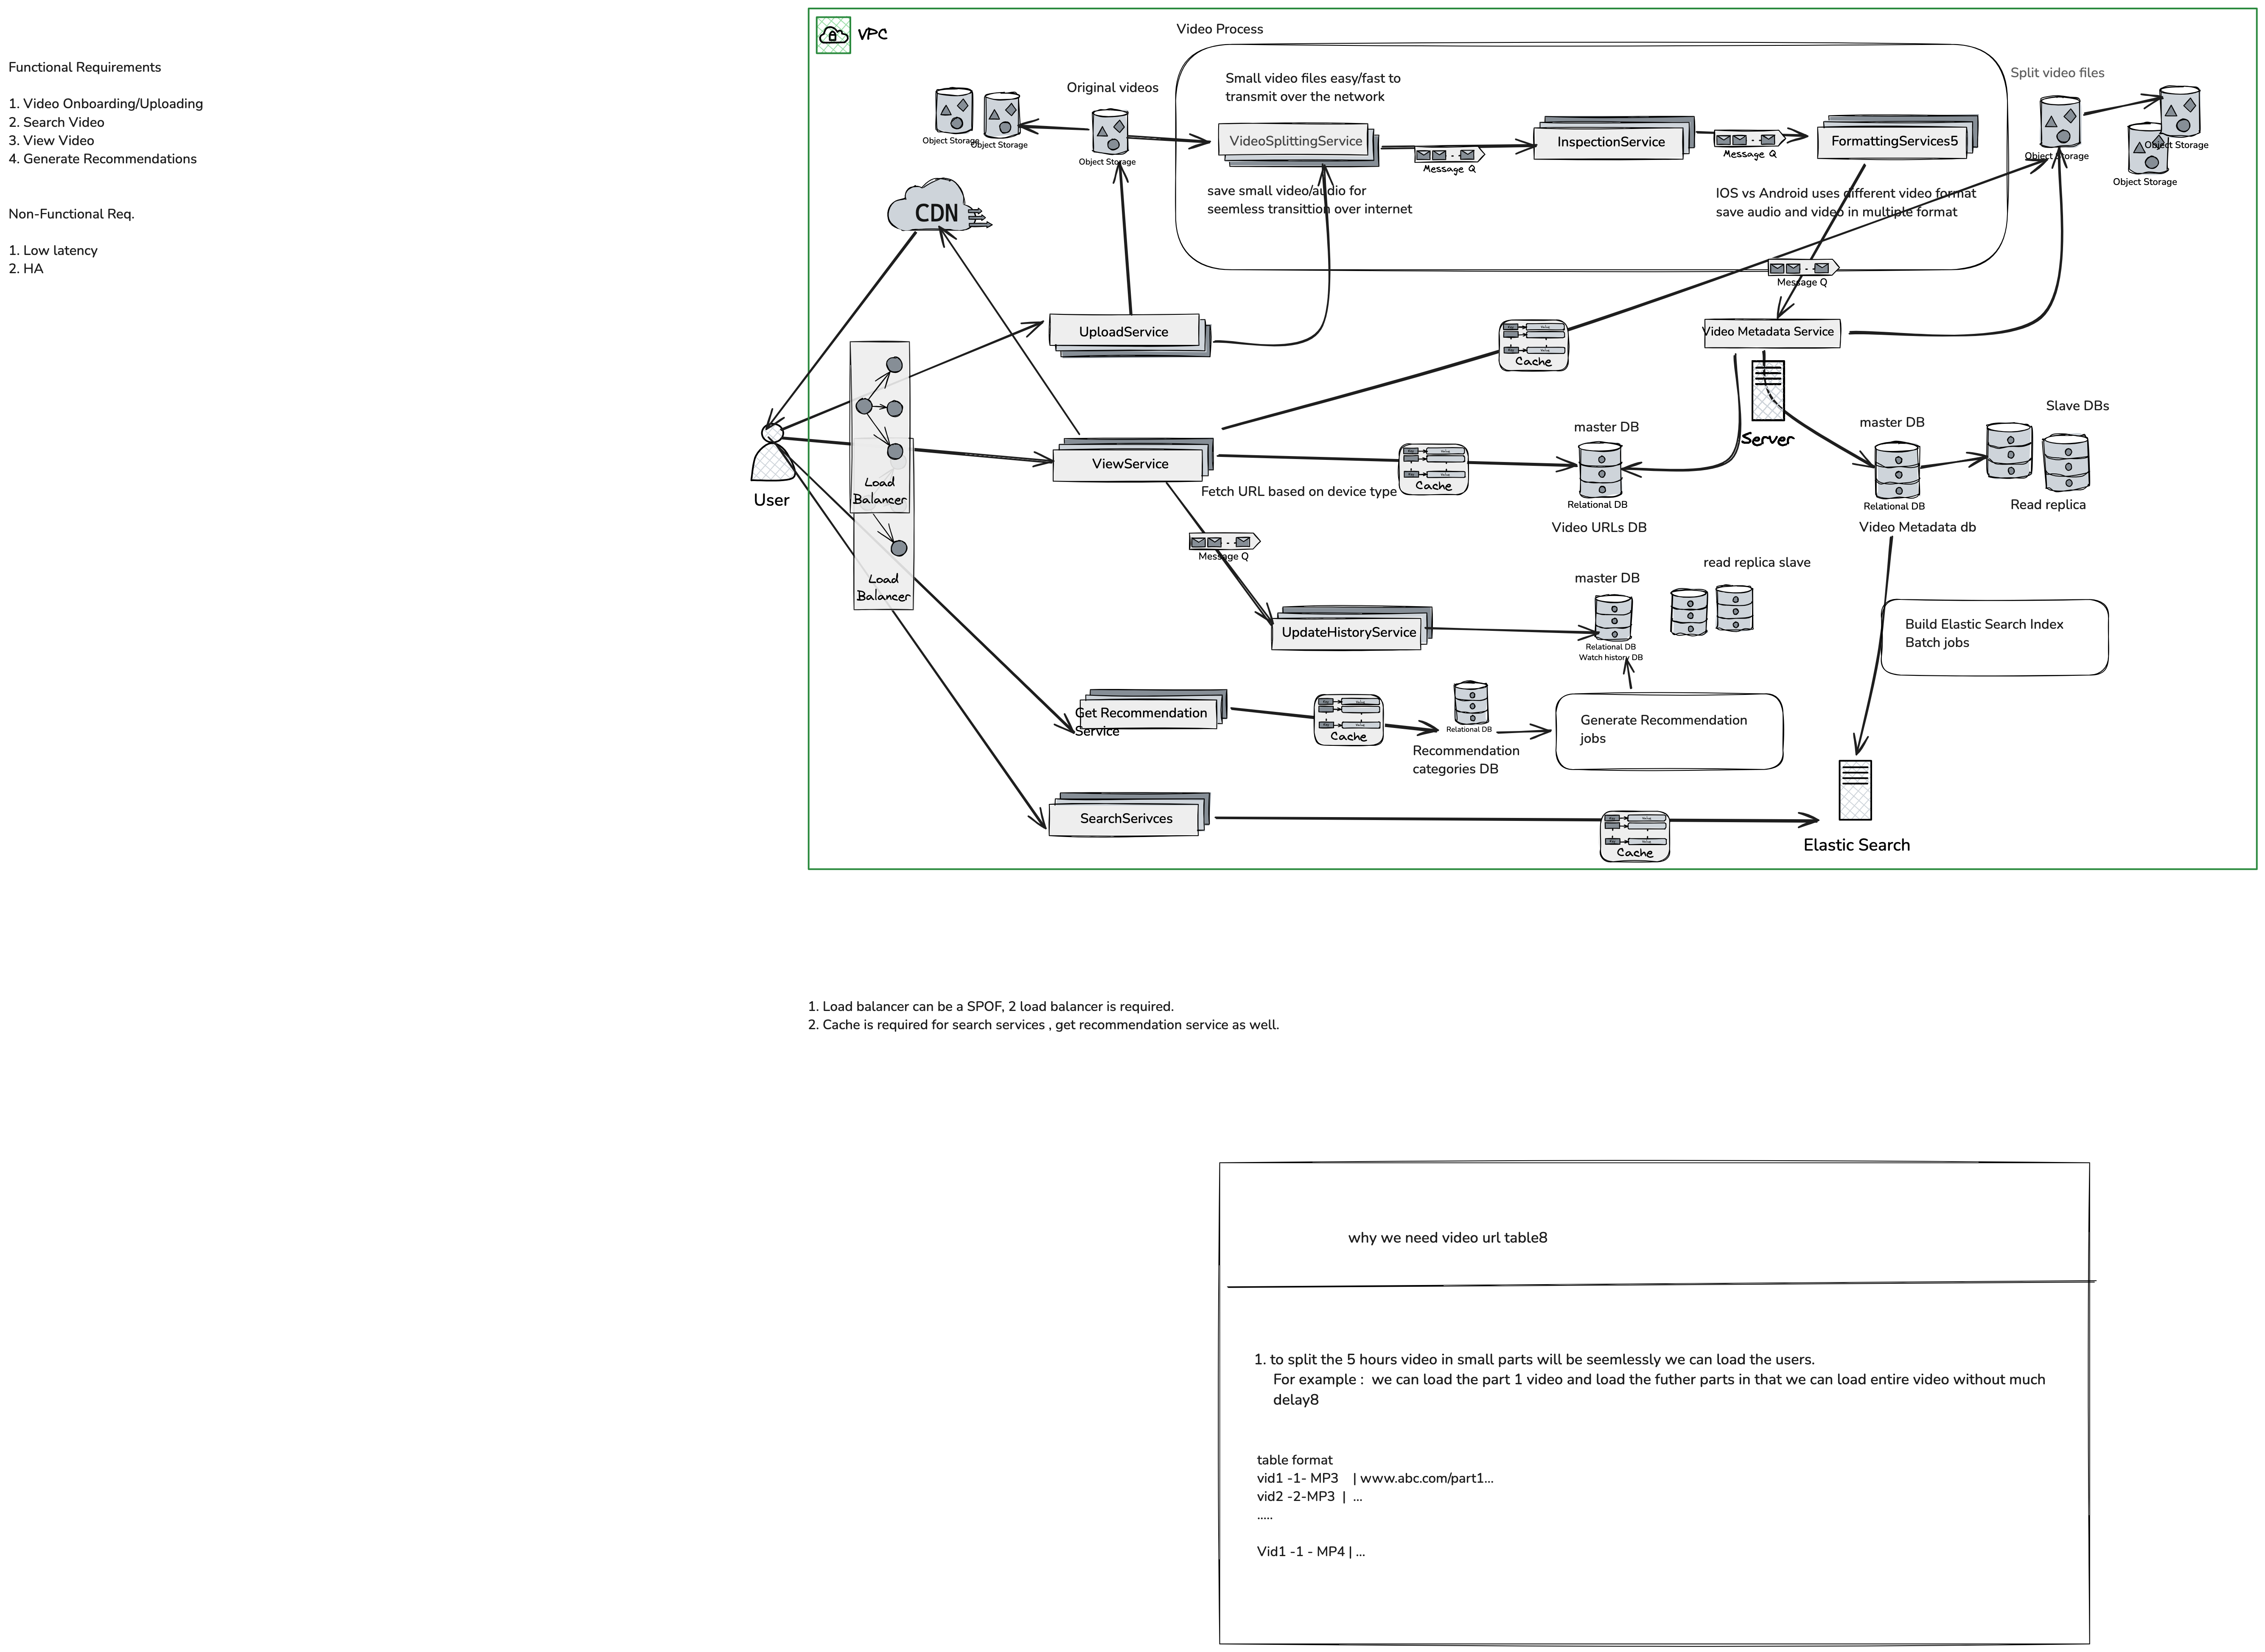 Functional Requirements
1. Video Onboarding/Uploading
2. Search Video
3. View Video
4. Generate Recommendations
Non-Functional Req.
1. Low latency
2. HA
VPC
Video Process
Small video files easy/fast to
transmit over the network
Split video files
Original videos
Object Storage
Object Storage
Object Storage
VideoSplittingService
Message Q
InspectionService
Message Q
FormattingServices5
Object Storage
Object Storage
Object Storage
save small video/audio for
seemless transittion over internet
IOS vs Android uses different video format
save audio and video in multiple format
CDN
Message Q
UploadService
Cache
Video Metadata Service
Server
User
Load
Balancer
Load
Balancer
ViewService
Fetch URL based on device type
Cache
master DB
Relational DB
Video URLs DB
master DB
Relational DB
Video Metadata db
Slave DBs
Read replica
Message Q
UpdateHistoryService
master DB
Relational DB
Watch history DB
read replica slave
Build Elastic Search Index
Batch jobs
Get Recommendation
Service
Cache
Relational DB
Recommendation
categories DB
Generate Recommendation
jobs
SearchSerivces
Cache
Elastic Search
1. Load balancer can be a SPOF, 2 load balancer is required.
2. Cache is required for search services , get recommendation service as well.
why we need video url table8
1. to split the 5 hours video in small parts will be seemlessly we can load the users.
For example :  we can load the part 1 video and load the futher parts in that we can load entire video without much
delay8
table format
vid1 -1- MP3    | www.abc.com/part1...
vid2 -2-MP3  |  ...
.....
Vid1 -1 - MP4 | ...